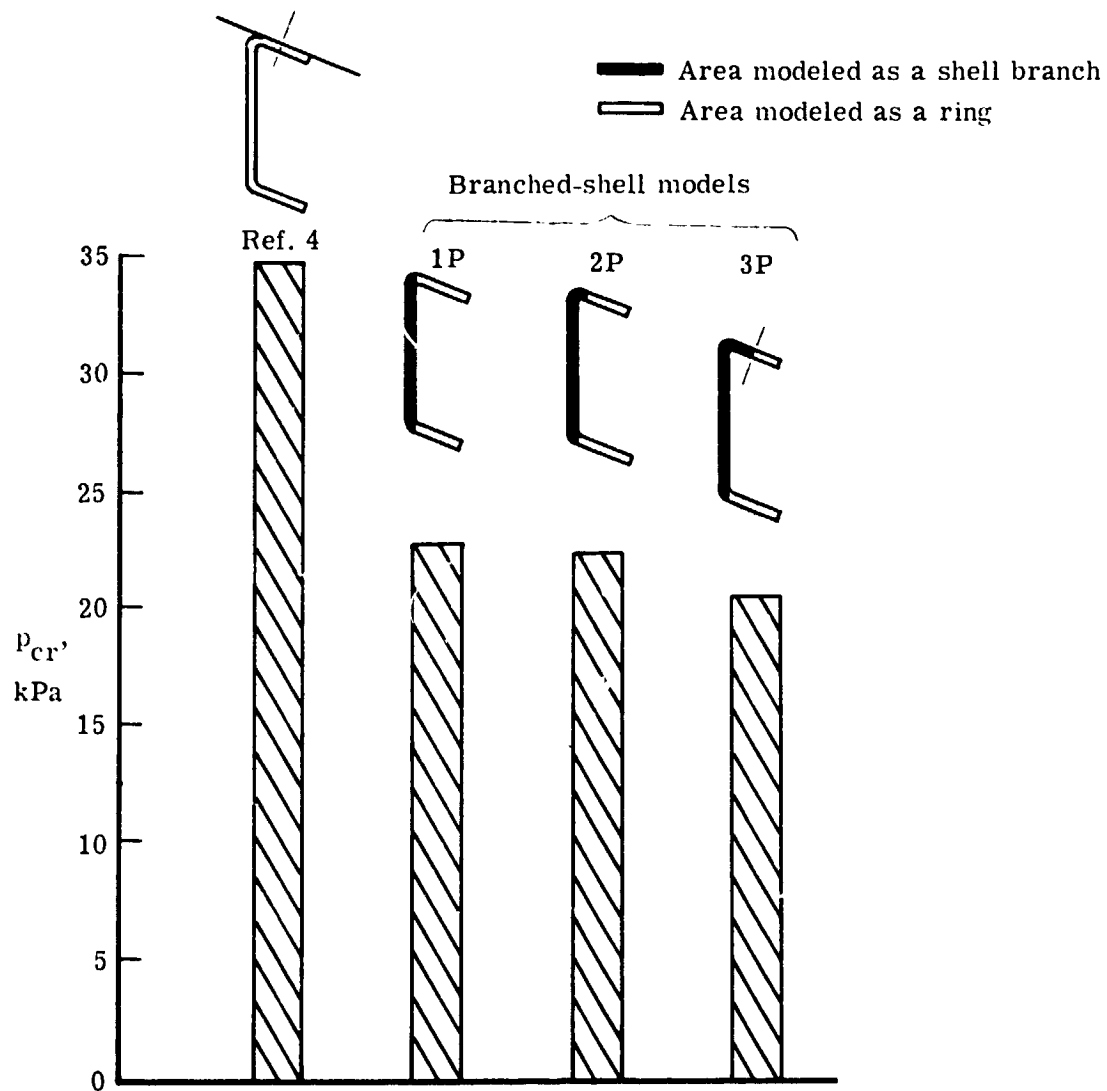 Area modeled as a shell branch
Area modeled as a ring
Branched-shell models
Ref. 4
1P
2P
3P
35
30
25
20
p_cr,
kPa
15
10
5
0